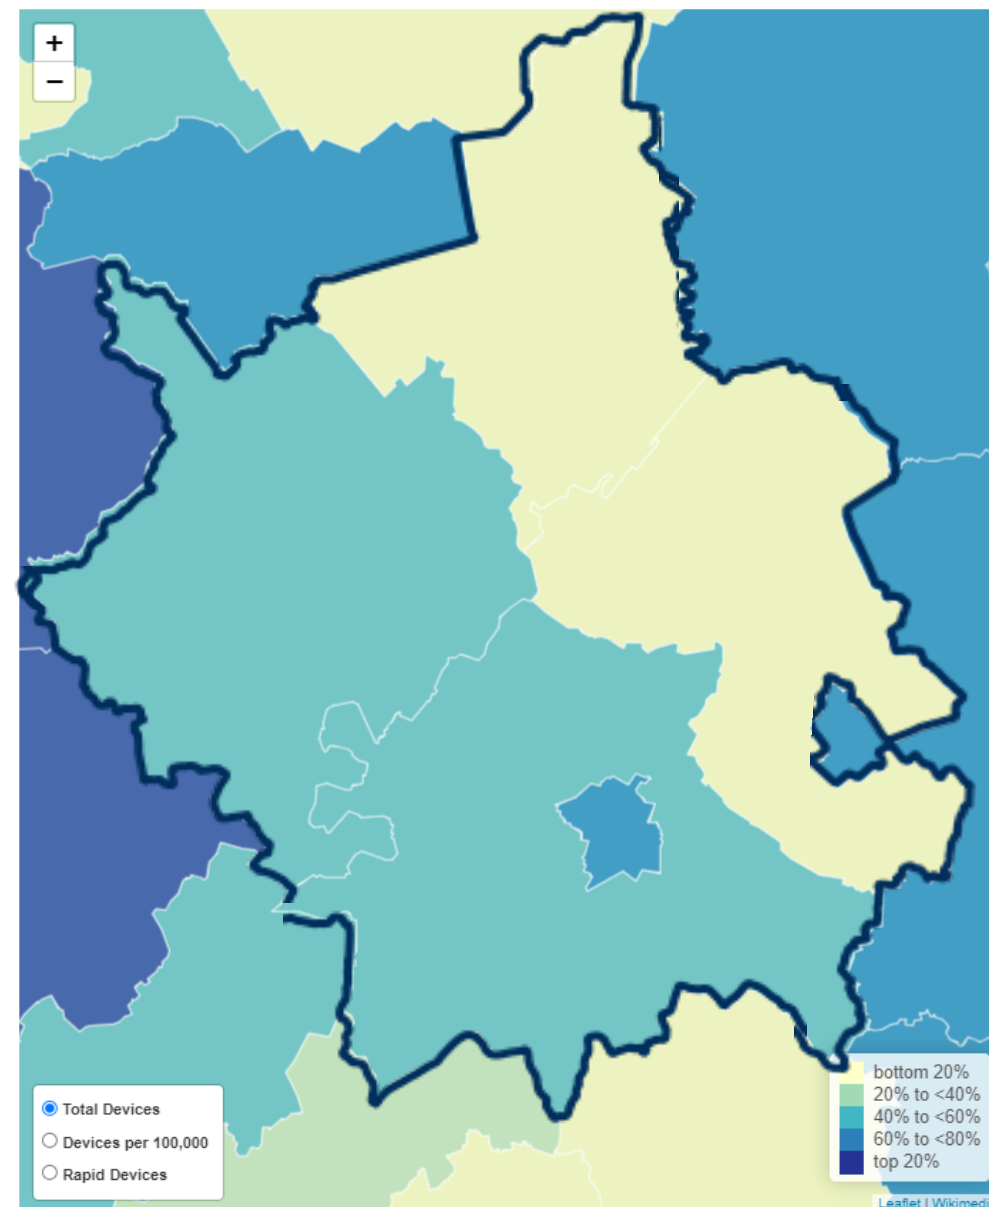 +
−
Total Devices
Devices per 100,000
Rapid Devices
bottom 20%
20% to <40%
40% to <60%
60% to <80%
top 20%
Leaflet | Wikimedi